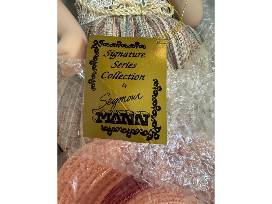 Signature
Series
Collection
by
Seymour
MANN